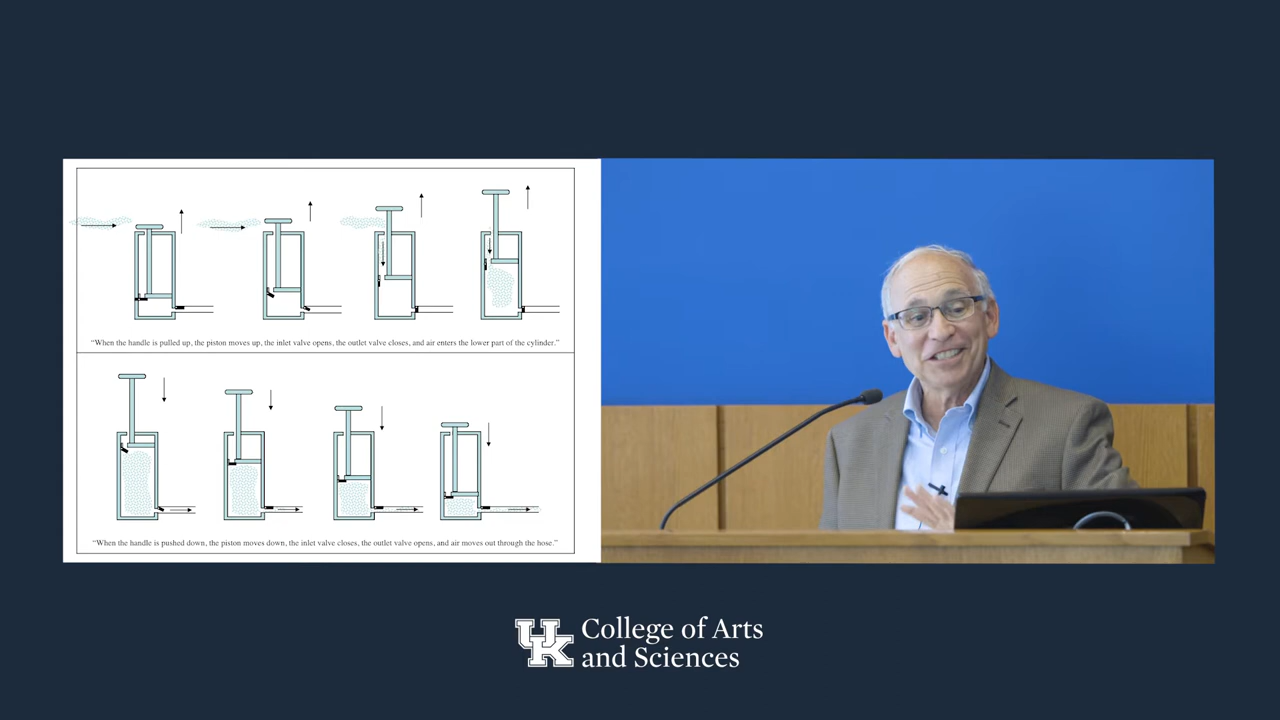 “When the handle is pulled up, the piston moves up, the inlet valve opens, the outlet valve closes, and air enters the lower part of the cylinder.”
“When the handle is pushed down, the piston moves down, the inlet valve closes, the outlet valve opens, and air moves out through the hose.”
UK College of Arts
and Sciences